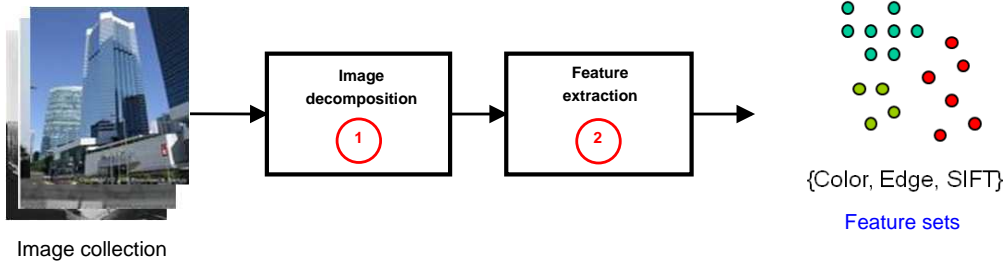 Image
decomposition
1
Feature
extraction
2
{Color, Edge, SIFT}
Feature sets
Image collection